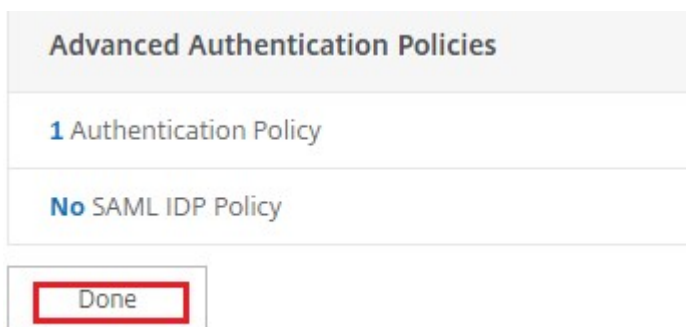 Advanced Authentication Policies
1 Authentication Policy
No SAML IDP Policy
Done